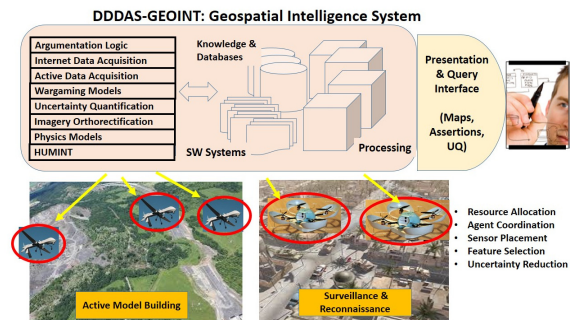 DDDAS-GEOINT: Geospatial Intelligence System
Argumentation Logic
Internet Data Acquisition
Active Data Acquisition
Wargaming Models
Uncertainty Quantification
Imagery Orthorectification
Physics Models
HUMINT
Knowledge &
Databases
SW Systems
Processing
Presentation
& Query
Interface
(Maps,
Assertions,
UQ)
Active Model Building
Surveillance &
Reconnaissance
• Resource Allocation
• Agent Coordination
• Sensor Placement
• Feature Selection
• Uncertainty Reduction